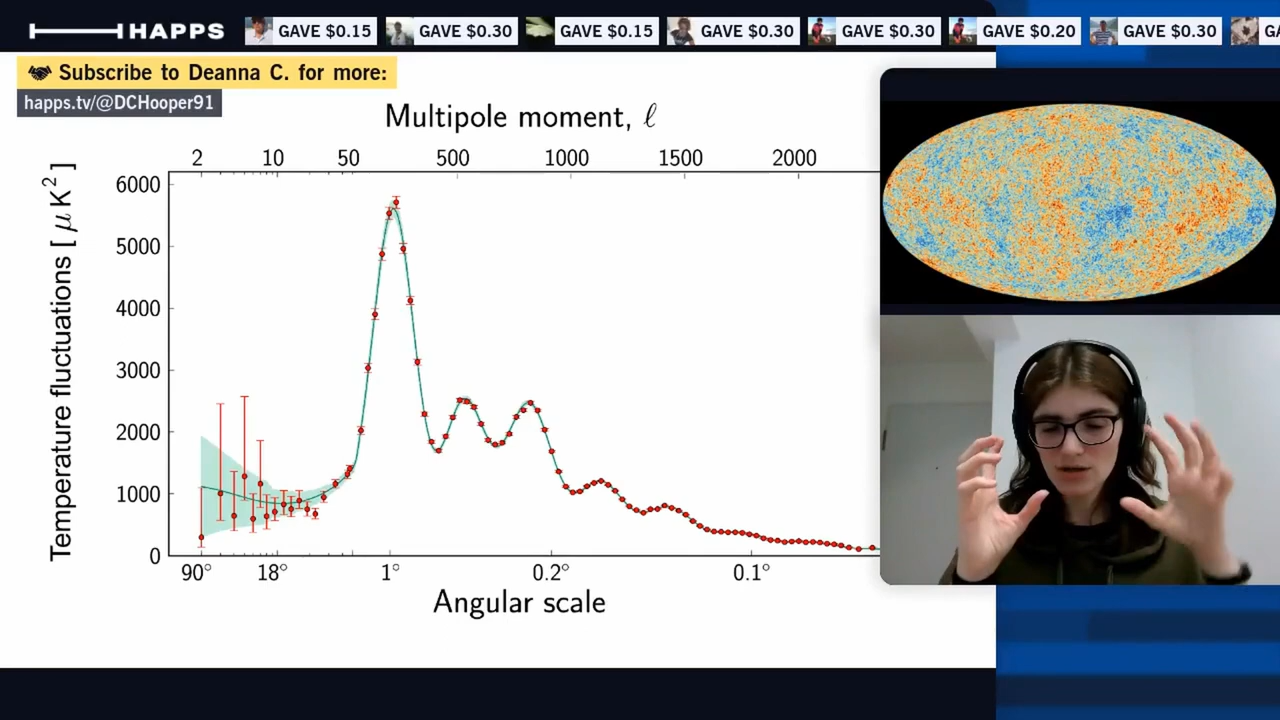 HAPPS
GAVE $0.15
GAVE $0.30
GAVE $0.15
GAVE $0.30
GAVE $0.30
GAVE $0.20
GAVE $0.30
GA
Subscribe to Deanna C. for more:
happs.tv/@DCHooper91
Multipole moment, ℓ
2 10 50 500 1000 1500 2000
Temperature fluctuations [ μ K² ]
6000
5000
4000
3000
2000
1000
0
90° 18° 1° 0.2° 0.1°
Angular scale